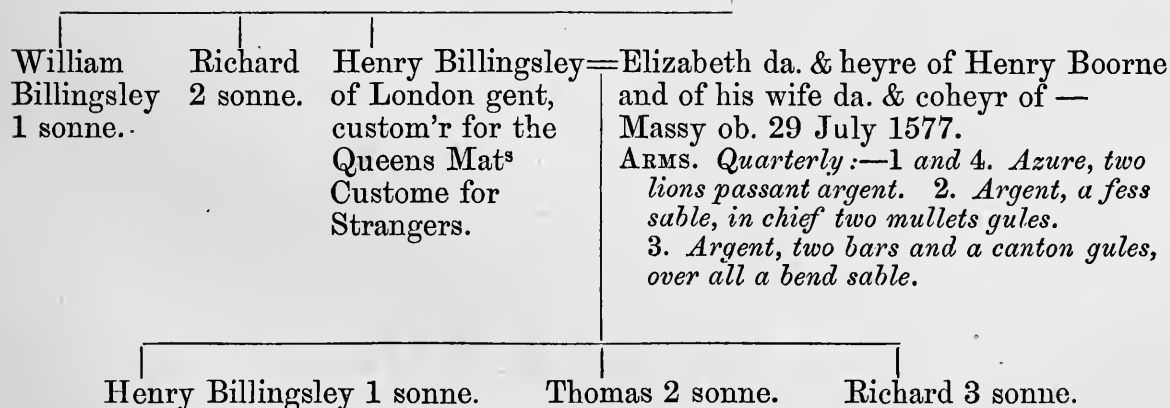 William
Billingsley
1 sonne.
Richard
2 sonne.
Henry Billingsley=Elizabeth da. & heyre of Henry Boorne
of London gent,
custom'r for the
Queens Matˢ
Custome for
Strangers.
and of his wife da. & coheyr of —
Massy ob. 29 July 1577.
ARMS. Quarterly:—1 and 4. Azure, two
lions passant argent. 2. Argent, a fess
sable, in chief two mullets gules.
3. Argent, two bars and a canton gules,
over all a bend sable.
Henry Billingsley 1 sonne.
Thomas 2 sonne.
Richard 3 sonne.